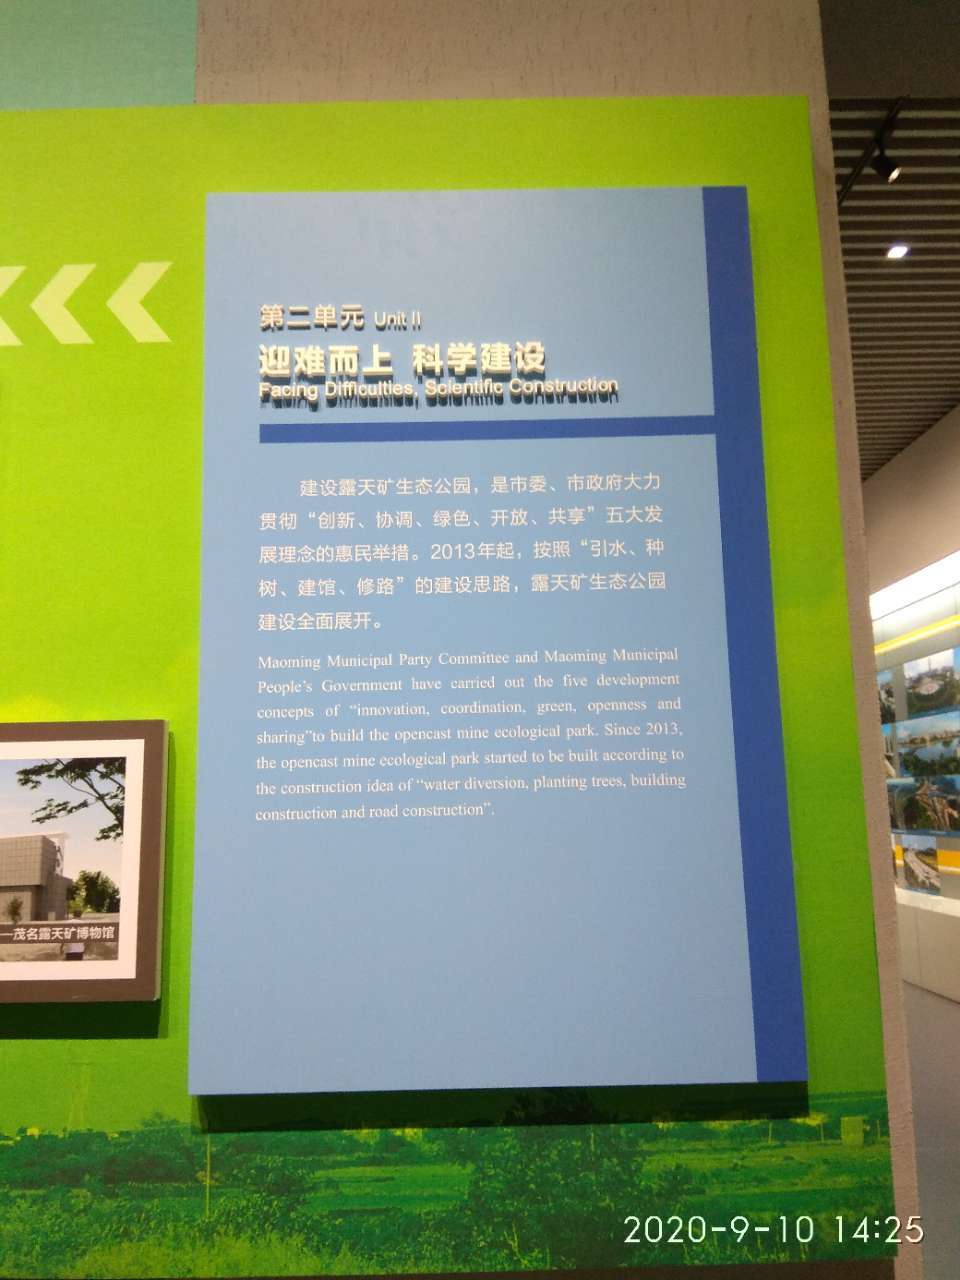 第二单元 Unit II
迎难而上 科学建设
Facing Difficulties, Scientific Construction
建设露天矿生态公园，是市委、市政府大力
贯彻“创新、协调、绿色、开放、共享”五大发
展理念的惠民举措。2013年起，按照“引水、种
树、建馆、修路”的建设思路，露天矿生态公园
建设全面展开。
Maoming Municipal Party Committee and Maoming Municipal
People's Government have carried out the five development
concepts of “innovation, coordination, green, openness and
sharing”to build the opencast mine ecological park. Since 2013,
the opencast mine ecological park started to be built according to
the construction idea of “water diversion, planting trees, building
construction and road construction”.
—茂名露天矿博物馆
2020-9-10 14:25